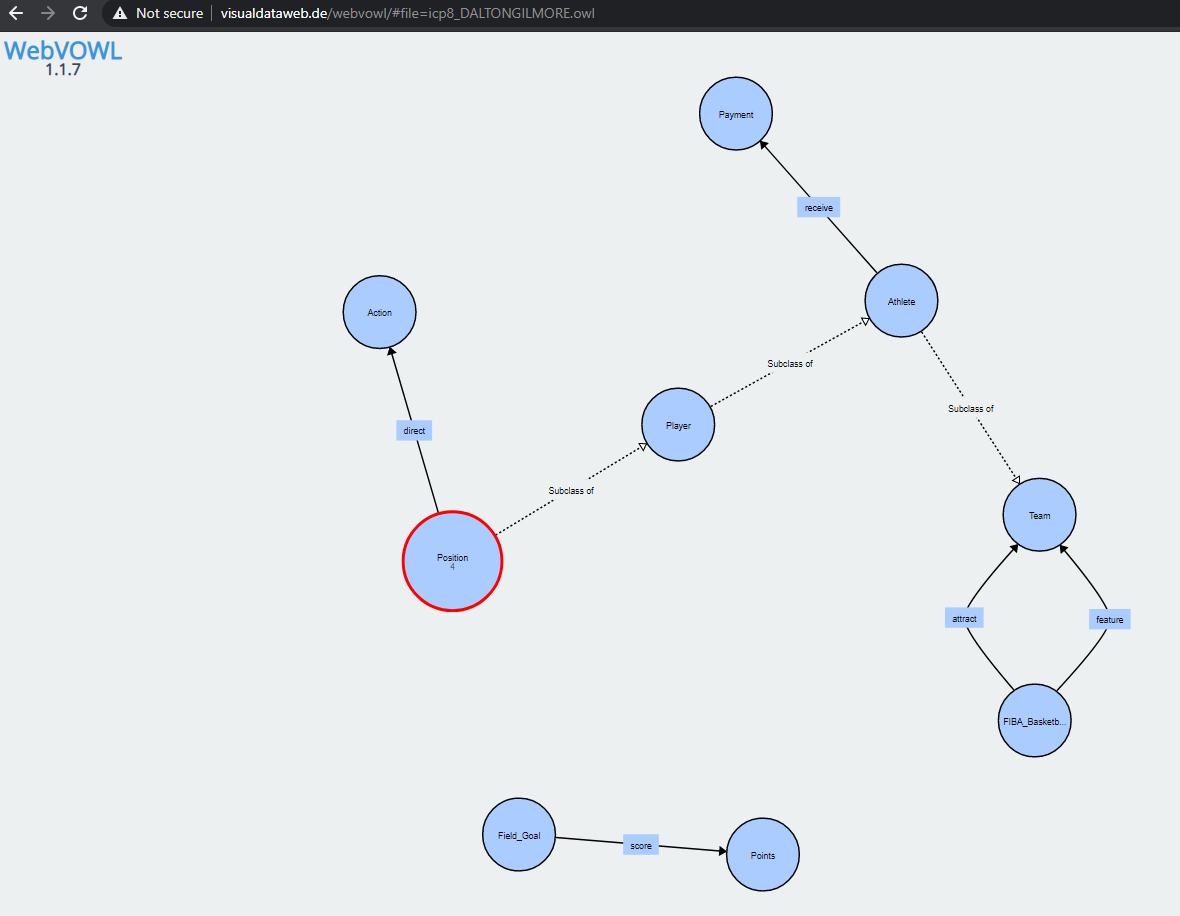 Not secure
visualdataweb.de/webvowl/#file=icp8_DALTONGILMORE.owl
WebVOWL
1.1.7
Payment
receive
Athlete
Action
Subclass of
Subclass of
Player
direct
Subclass of
Team
Position
4
attract
feature
FIBA_Basketb...
Field_Goal
score
Points